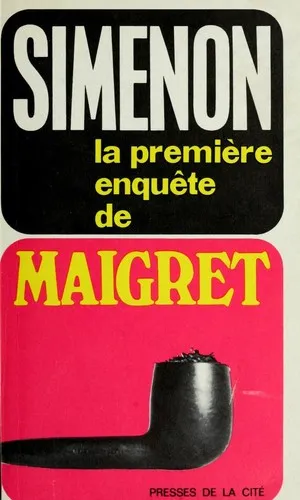 SIMENON
la première
enquête
de
MAIGRET
PRESSES DE LA CITÉ